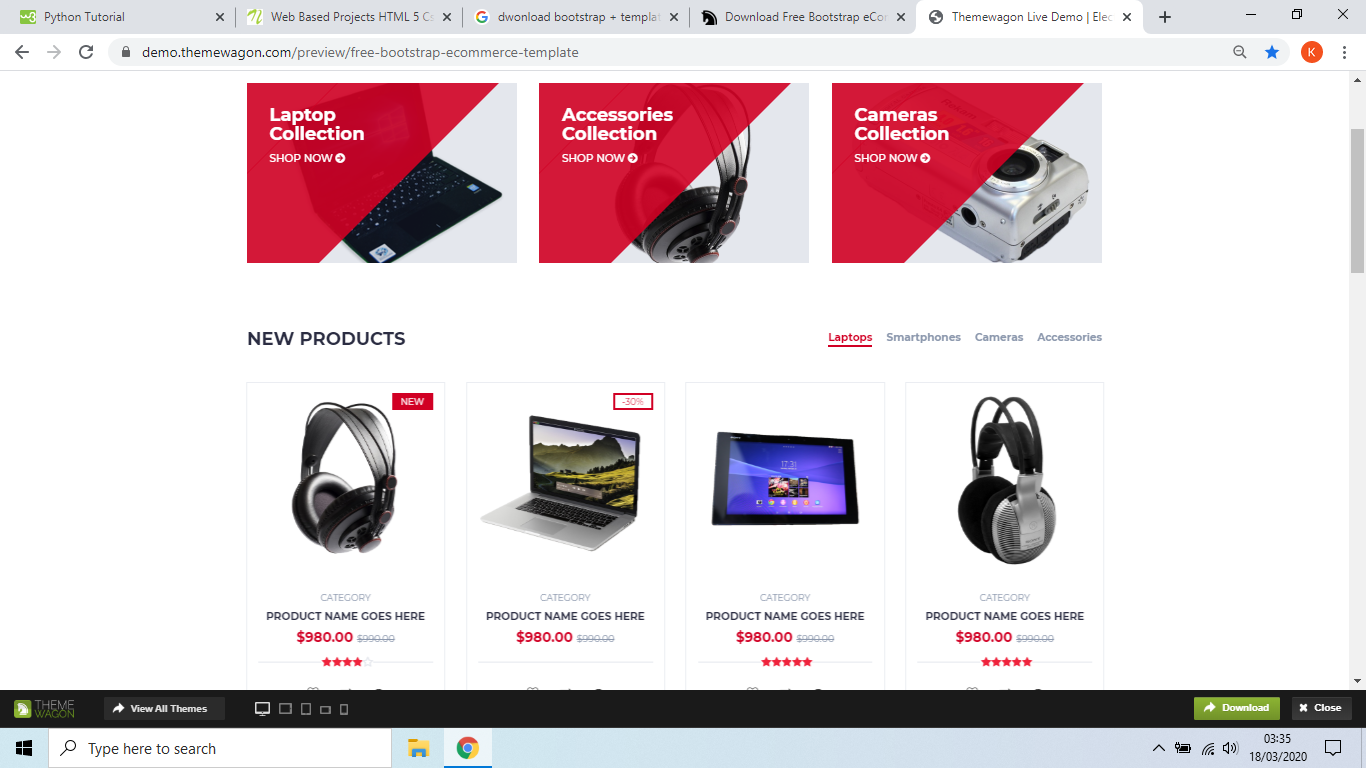 Python Tutorial
Web Based Projects HTML 5 Cs
dwonload bootstrap + templat
Download Free Bootstrap eCor
Themewagon Live Demo | Elec
demo.themewagon.com/preview/free-bootstrap-ecommerce-template
K
Laptop
Collection
SHOP NOW
Accessories
Collection
SHOP NOW
Cameras
Collection
SHOP NOW
NEW PRODUCTS
Laptops Smartphones Cameras Accessories
NEW
-30%
17:31
CATEGORY CATEGORY CATEGORY CATEGORY
PRODUCT NAME GOES HERE PRODUCT NAME GOES HERE PRODUCT NAME GOES HERE PRODUCT NAME GOES HERE
$980.00 $990.00 $980.00 $990.00 $980.00 $990.00 $980.00 $990.00
THEME
WAGON
View All Themes
Download
Close
Type here to search
03:35
18/03/2020